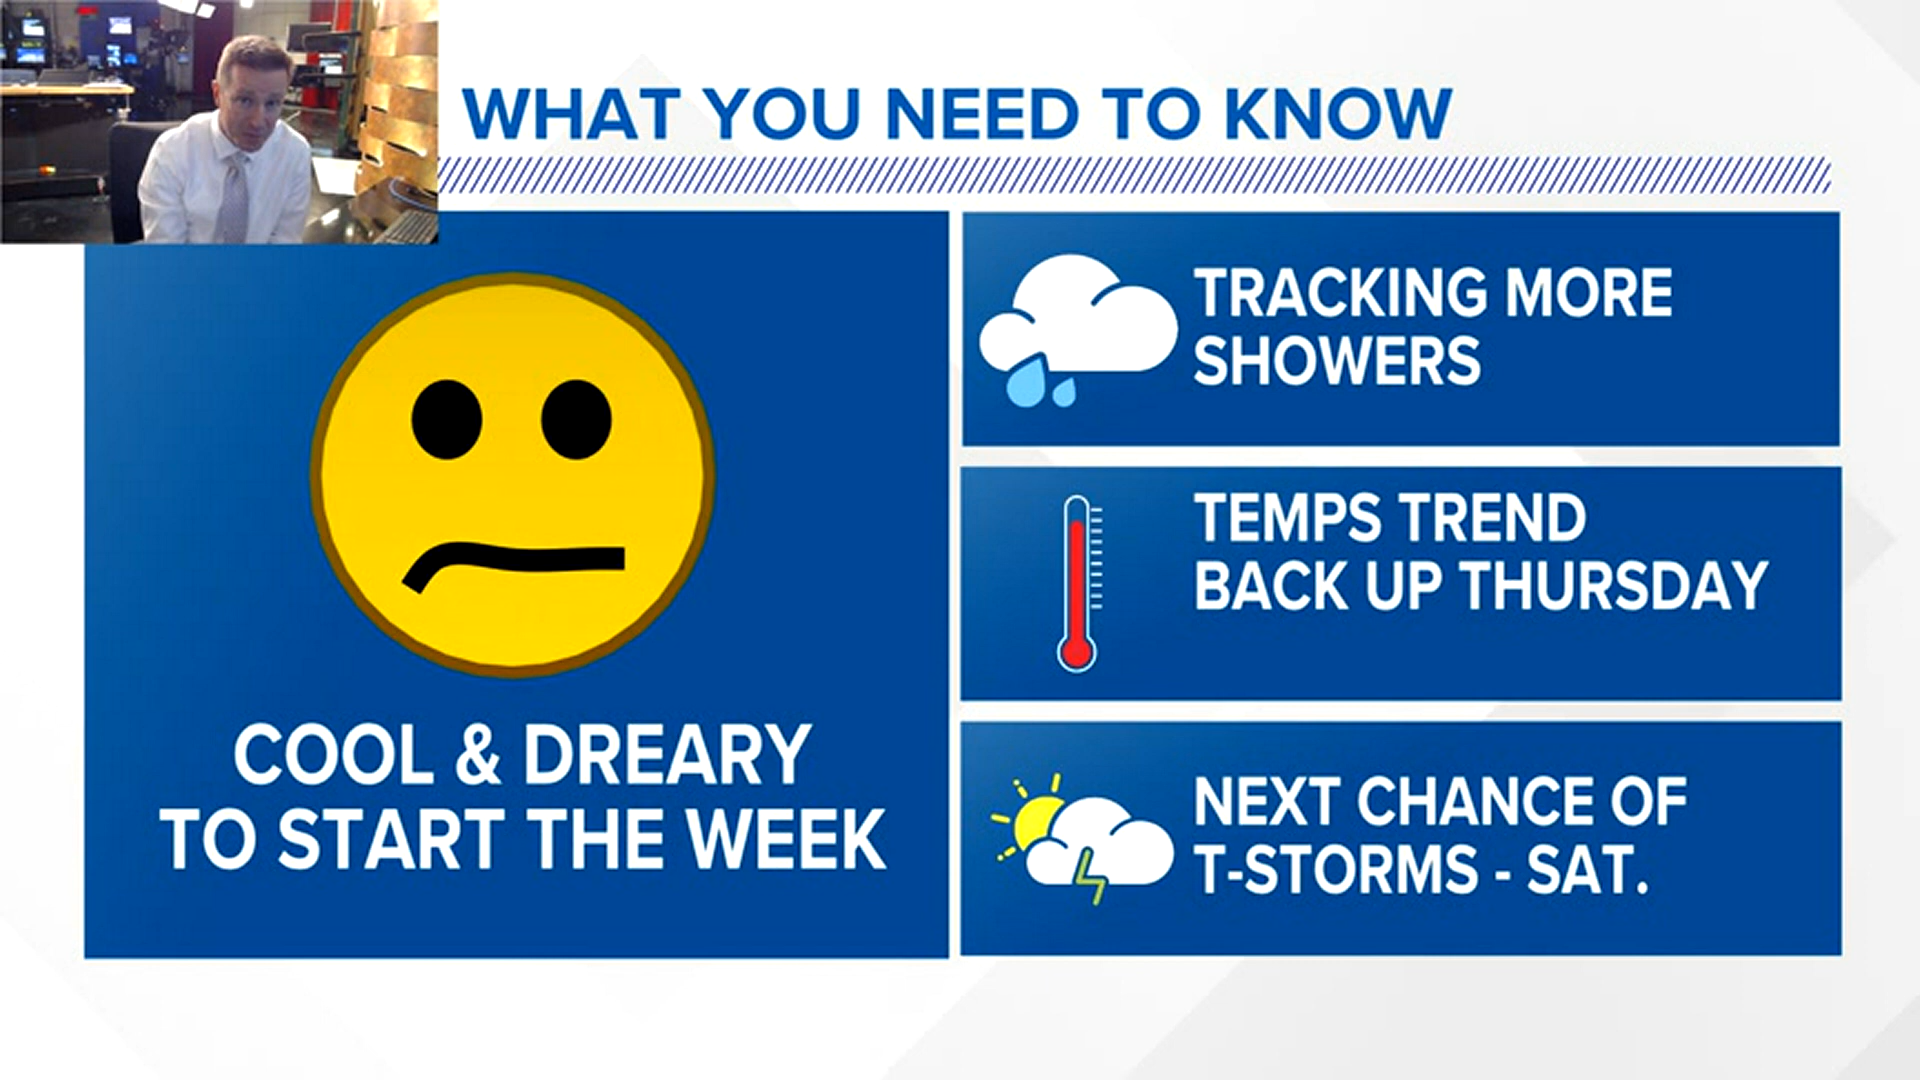 WHAT YOU NEED TO KNOW
COOL & DREARY
TO START THE WEEK
TRACKING MORE
SHOWERS
TEMPS TREND
BACK UP THURSDAY
NEXT CHANCE OF
T-STORMS - SAT.